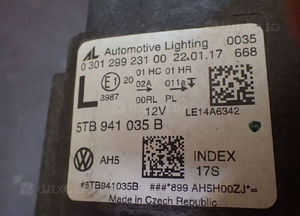 AL Automotive Lighting 0035
0 301 299 231 00 22.01.17 668
L E1 20 01 HC 01 HR
02A 011a
3987 00RL PL
12V LE14A6342
5TB 941 035 B
AH5 INDEX
17S
*5TB941035B ###*899 AH5H00ZJ*=
Made in Czech Republic